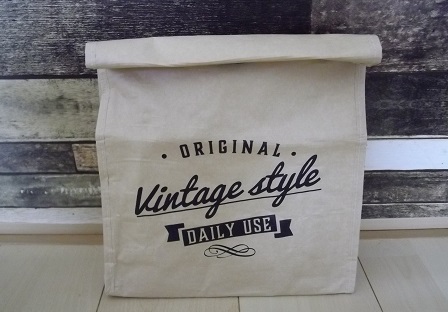 • ORIGINAL •
Vintage style
DAILY USE